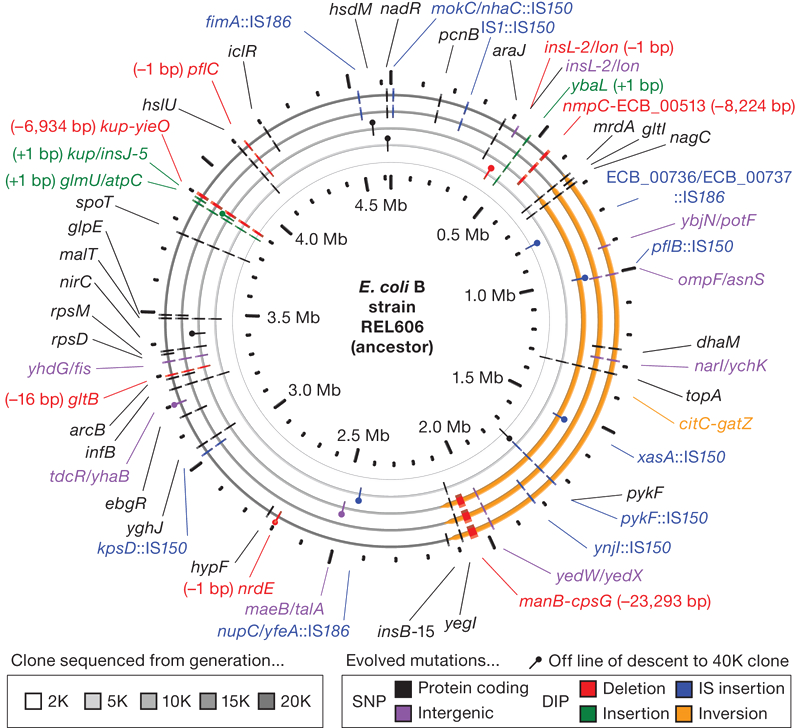 hsdM
nadR
mokC/nhaC::IS150
fimA::IS186
IS1::IS150
pcnB
iclR
araJ
insL-2/lon (–1 bp)
insL-2/lon
(–1 bp) pflC
ybaL (+1 bp)
nmpC-ECB_00513 (–8,224 bp)
hslU
mrdA
gltI
nagC
(–6,934 bp) kup-yieO
(+1 bp) kup/insJ-5
(+1 bp) glmU/atpC
ECB_00736/ECB_00737
::IS186
spoT
glpE
malT
nirC
rpsM
rpsD
yhdG/fis
(–16 bp) gltB
arcB
infB
tdcR/yhaB
ebgR
yghJ
kpsD::IS150
hypF
(–1 bp) nrdE
maeB/talA
nupC/yfeA::IS186
insB-15
yegI
ybjN/potF
pflB::IS150
ompF/asnS
dhaM
narI/ychK
topA
citC-gatZ
xasA::IS150
pykF
pykF::IS150
ynjI::IS150
yedW/yedX
manB-cpsG (–23,293 bp)
4.5 Mb
0.5 Mb
4.0 Mb
1.0 Mb
3.5 Mb
1.5 Mb
3.0 Mb
2.0 Mb
2.5 Mb
E. coli B
strain
REL606
(ancestor)
Clone sequenced from generation...
2K 5K 10K 15K 20K
Evolved mutations...
Off line of descent to 40K clone
SNP
Protein coding
Intergenic
DIP
Deletion
Insertion
IS insertion
Inversion